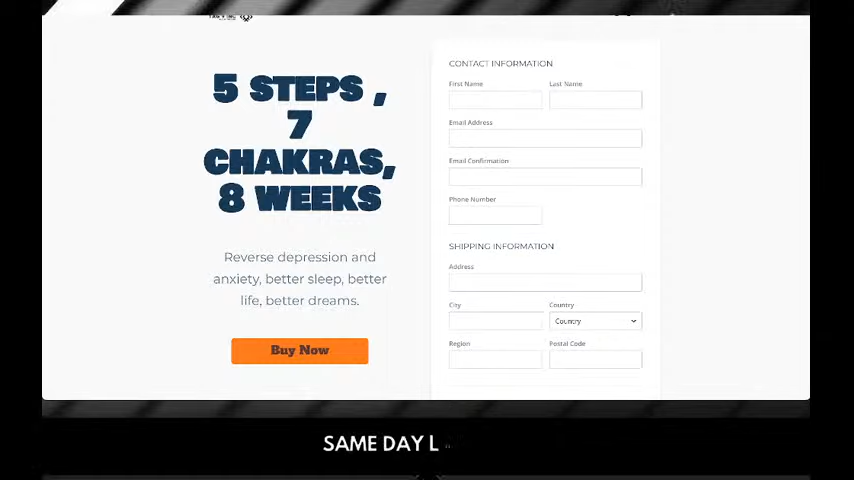 5 STEPS ,
7
CHAKRAS,
8 WEEKS
Reverse depression and
anxiety, better sleep, better
life, better dreams.
Buy Now
CONTACT INFORMATION
First Name Last Name
Email Address
Email Confirmation
Phone Number
SHIPPING INFORMATION
Address
City Country
Country
Region Postal Code
SAME DAY L